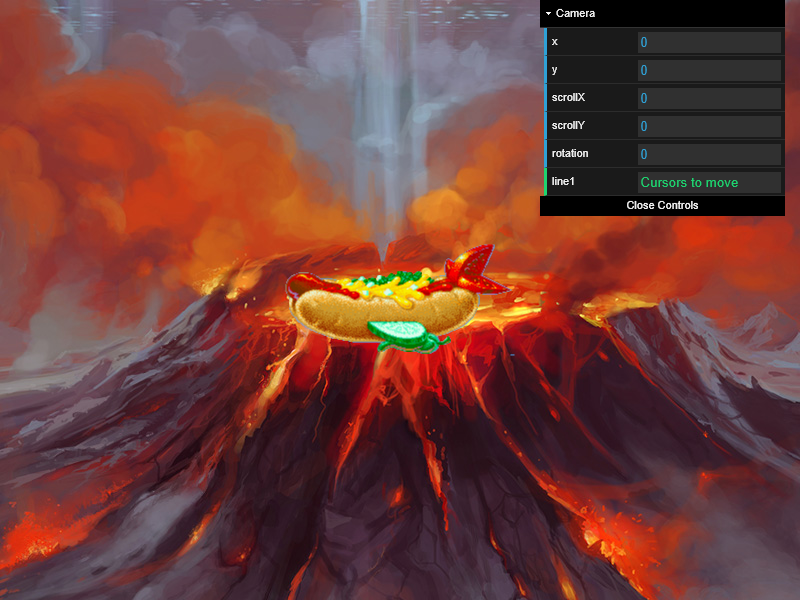 Camera
x 0
y 0
scrollX 0
scrollY 0
rotation 0
line1 Cursors to move
Close Controls